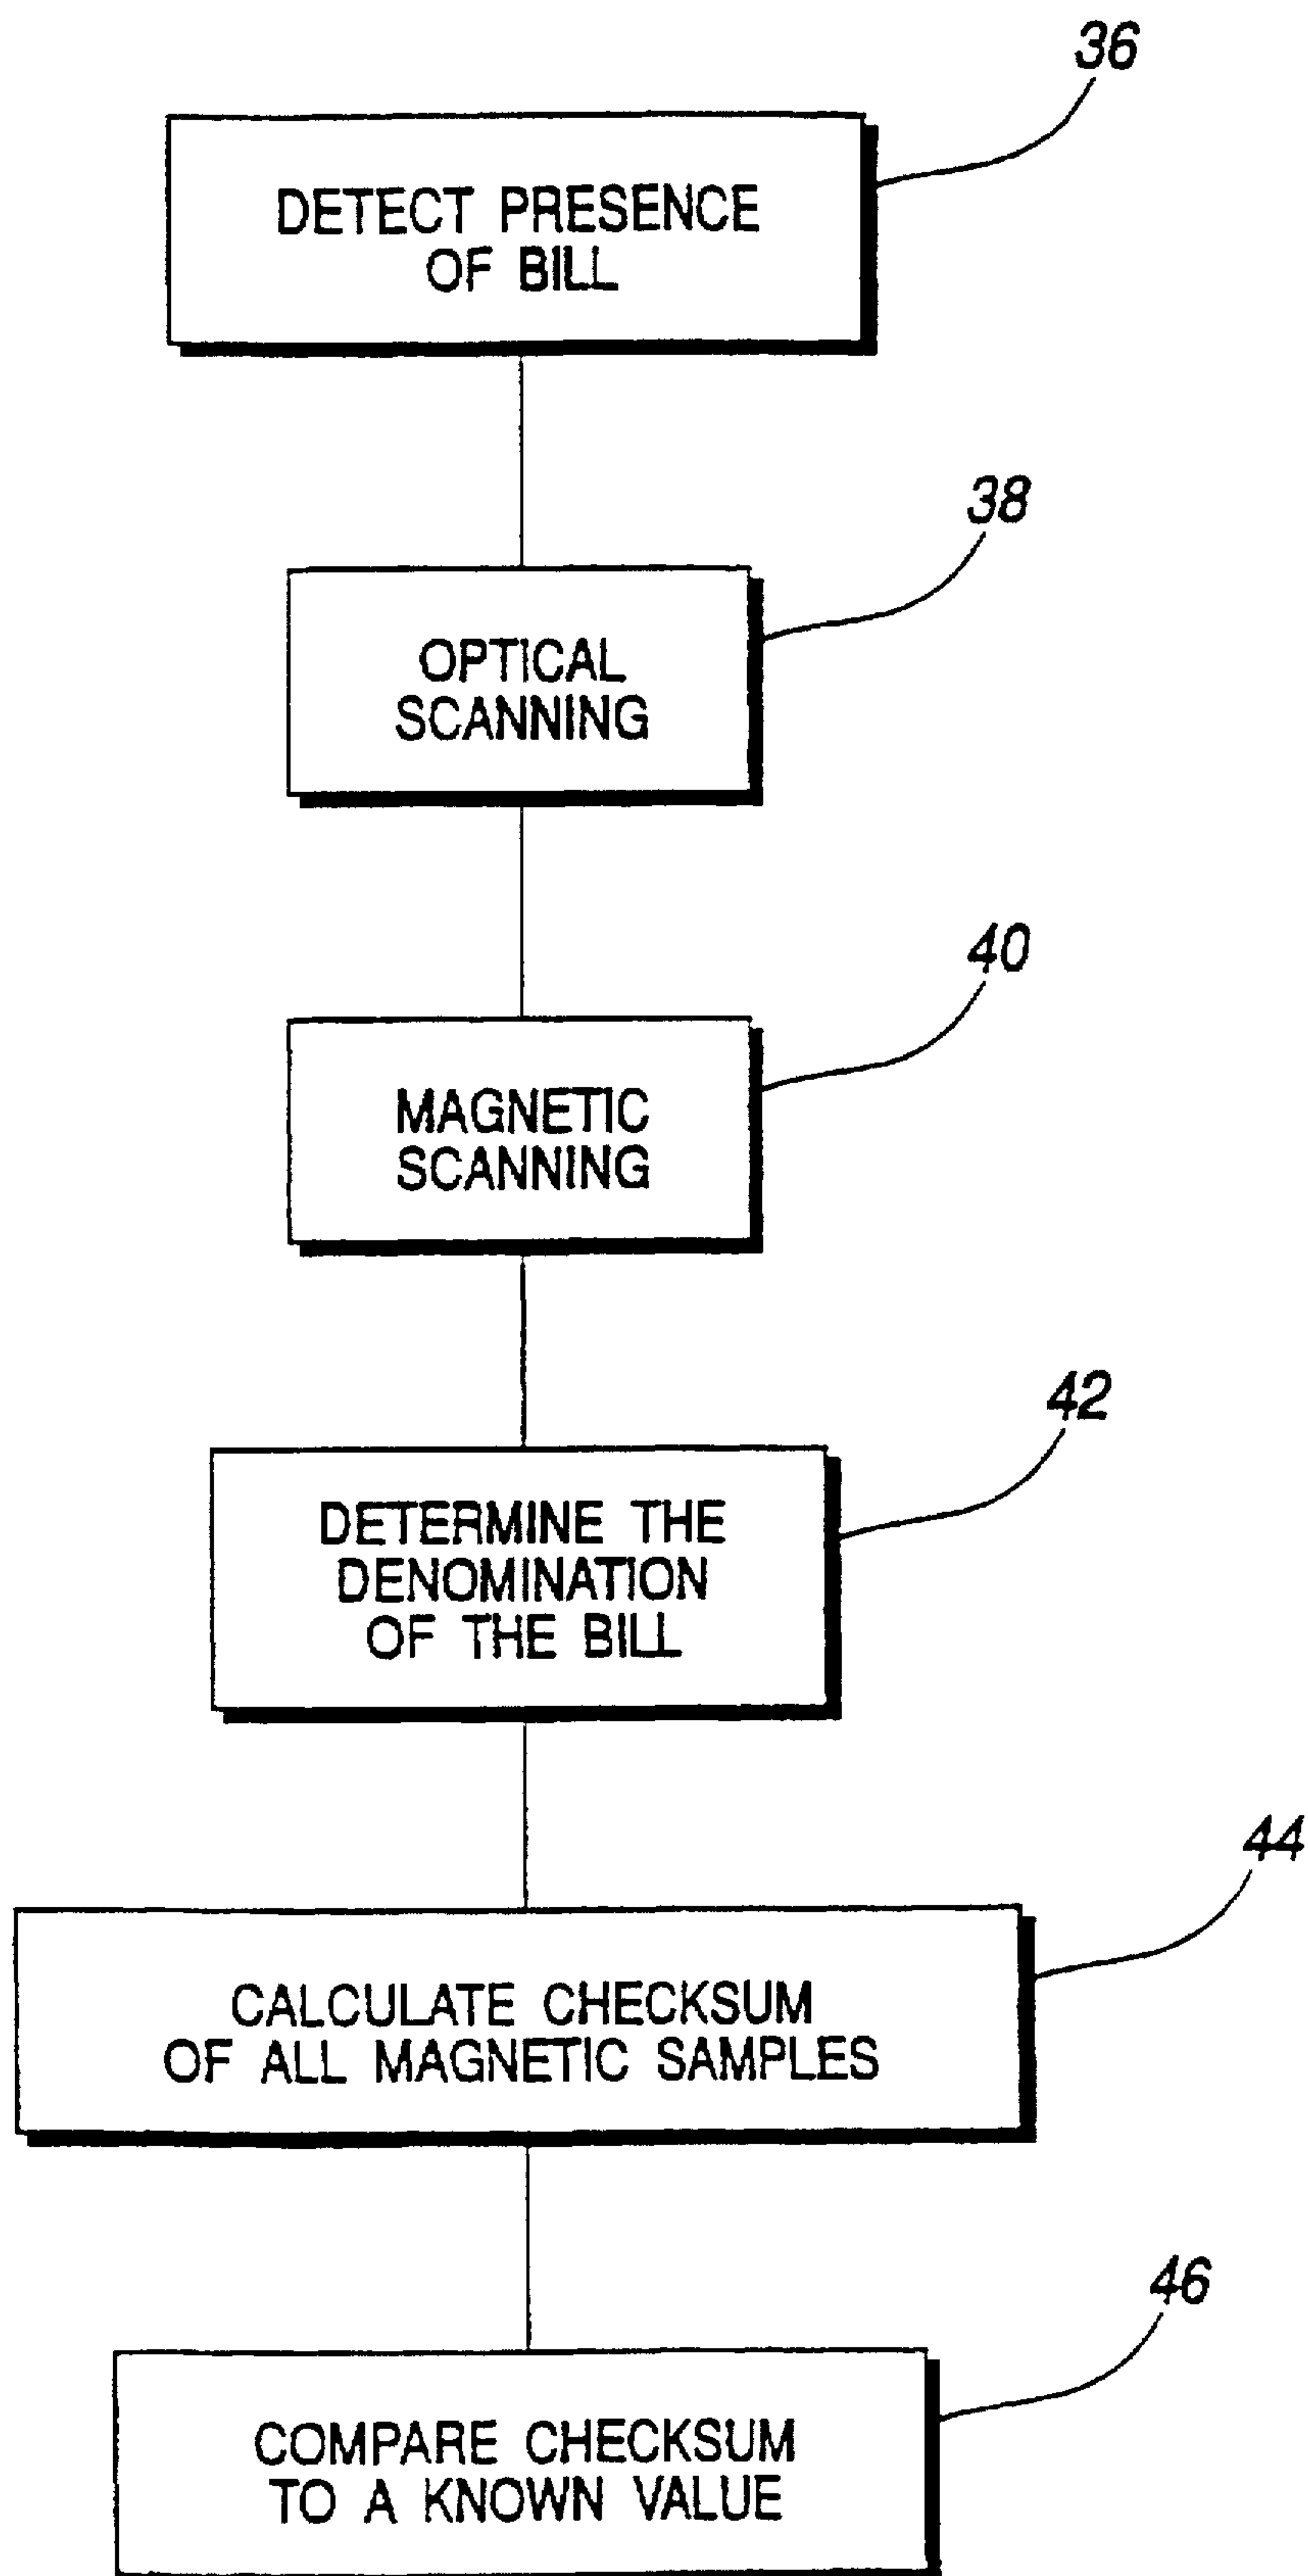 36
DETECT PRESENCE
OF BILL
38
OPTICAL
SCANNING
40
MAGNETIC
SCANNING
42
DETERMINE THE
DENOMINATION
OF THE BILL
44
CALCULATE CHECKSUM
OF ALL MAGNETIC SAMPLES
46
COMPARE CHECKSUM
TO A KNOWN VALUE